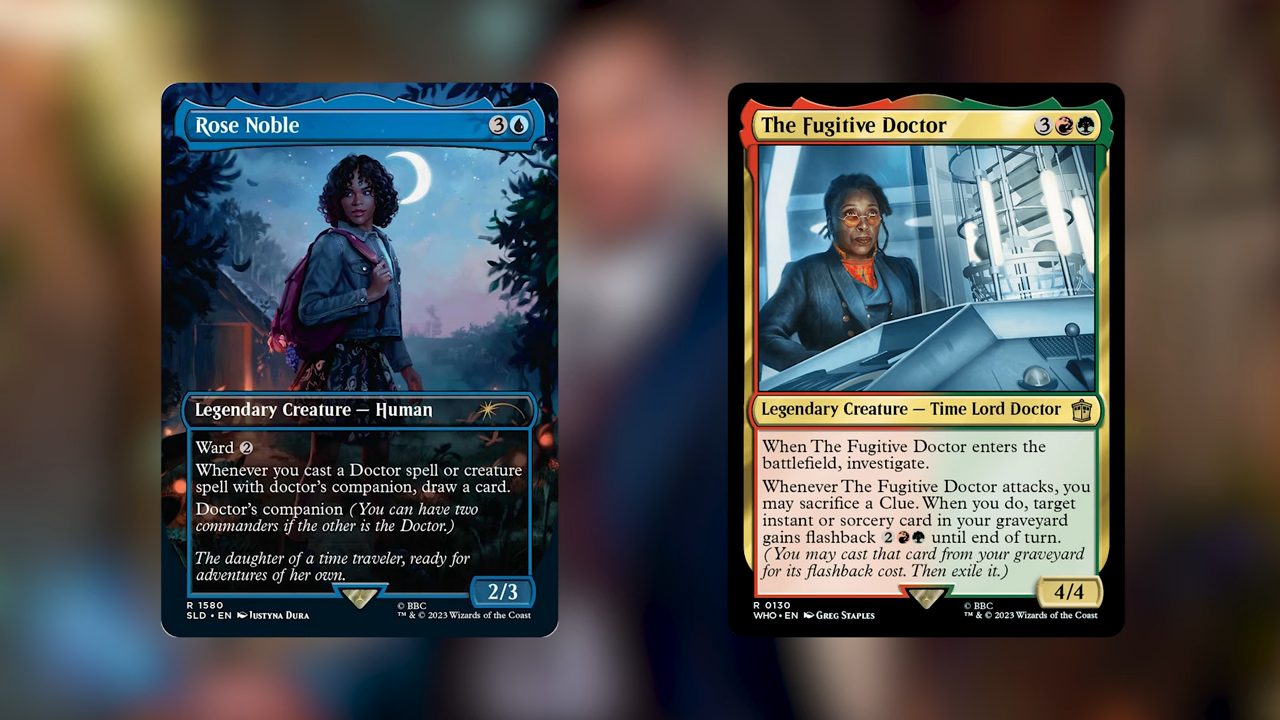 Rose Noble
3
Legendary Creature — Human
Ward 2
Whenever you cast a Doctor spell or creature
spell with doctor's companion, draw a card.
Doctor's companion (You can have two
commanders if the other is the Doctor.)
The daughter of a time traveler, ready for
adventures of her own.
2/3
R 1580
SLD • EN Justyna Dura
© BBC
™ & © 2023 Wizards of the Coast
The Fugitive Doctor
3
Legendary Creature — Time Lord Doctor
When The Fugitive Doctor enters the
battlefield, investigate.
Whenever The Fugitive Doctor attacks, you
may sacrifice a Clue. When you do, target
instant or sorcery card in your graveyard
gains flashback 2 until end of turn.
(You may cast that card from your graveyard
for its flashback cost. Then exile it.)
4/4
R 0130
WHO • EN Greg Staples
© BBC
™ & © 2023 Wizards of the Coast